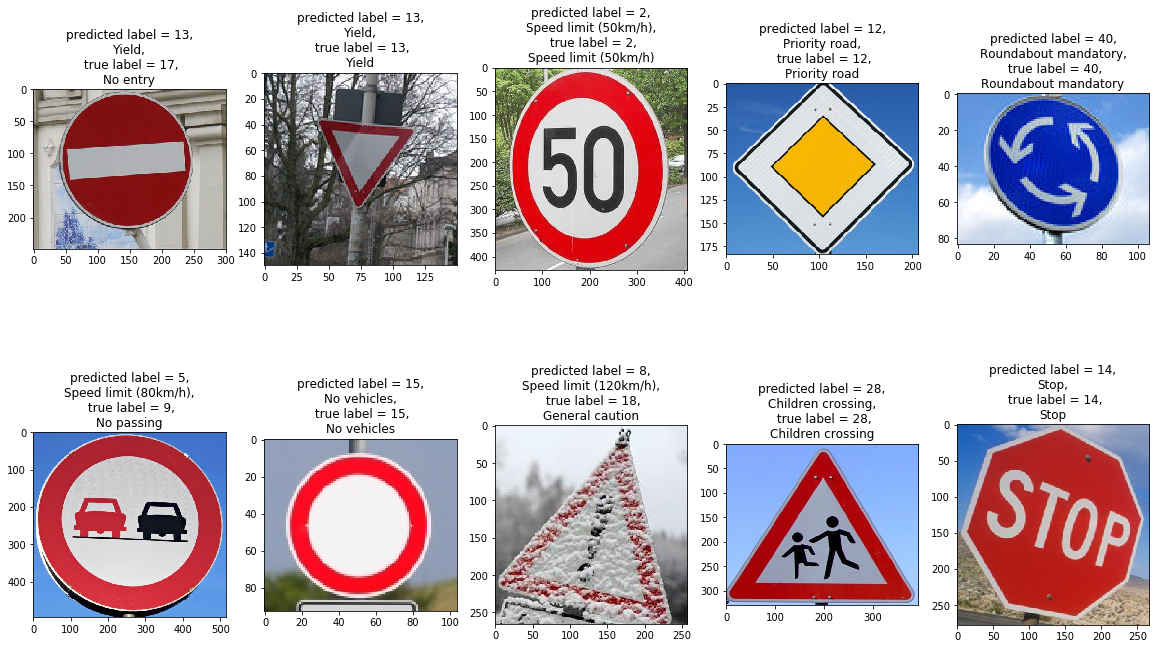 predicted label = 13,
Yield,
true label = 17,
No entry
0
50
100
150
200
0
50
100
150
200
250
300
predicted label = 13,
Yield,
true label = 13,
Yield
0
20
40
60
80
100
120
140
0
25
50
75
100
125
predicted label = 2,
Speed limit (50km/h),
true label = 2,
Speed limit (50km/h)
0
50
100
150
200
250
300
350
400
50
0
100
200
300
400
predicted label = 12,
Priority road,
true label = 12,
Priority road
0
25
50
75
100
125
150
175
0
50
100
150
200
predicted label = 40,
Roundabout mandatory,
true label = 40,
Roundabout mandatory
0
20
40
60
80
0
20
40
60
80
100
predicted label = 5,
Speed limit (80km/h),
true label = 9,
No passing
0
100
200
300
400
0
100
200
300
400
500
predicted label = 15,
No vehicles,
true label = 15,
No vehicles
0
20
40
60
80
0
20
40
60
80
100
predicted label = 8,
Speed limit (120km/h),
true label = 18,
General caution
0
50
100
150
200
250
0
50
100
150
200
250
predicted label = 28,
Children crossing,
true label = 28,
Children crossing
0
50
100
150
200
250
300
0
100
200
300
predicted label = 14,
Stop,
true label = 14,
Stop
0
50
100
150
200
250
STOP
0
50
100
150
200
250